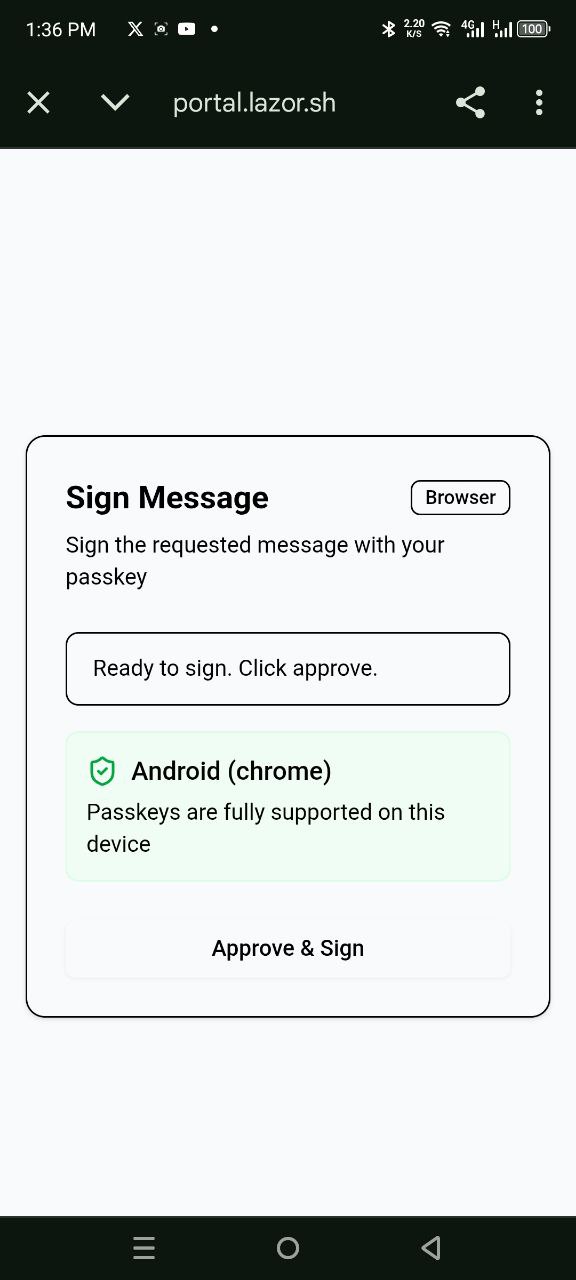 1:36 PM
2.20
K/S
4G
H
100
portal.lazor.sh
Sign Message
Browser
Sign the requested message with your
passkey
Ready to sign. Click approve.
Android (chrome)
Passkeys are fully supported on this
device
Approve & Sign